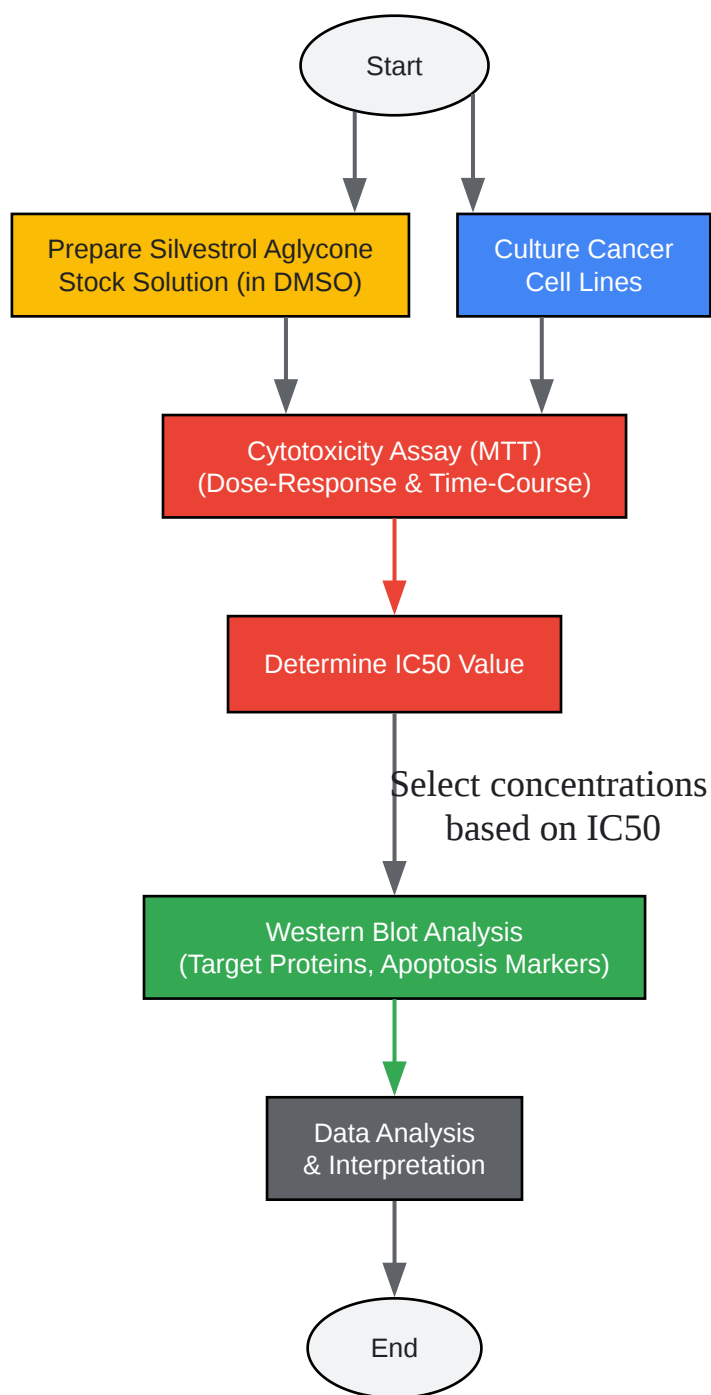 Start
Prepare Silvestrol Aglycone
Stock Solution (in DMSO)
Culture Cancer
Cell Lines
Cytotoxicity Assay (MTT)
(Dose-Response & Time-Course)
Determine IC50 Value
Select concentrations
based on IC50
Western Blot Analysis
(Target Proteins, Apoptosis Markers)
Data Analysis
& Interpretation
End